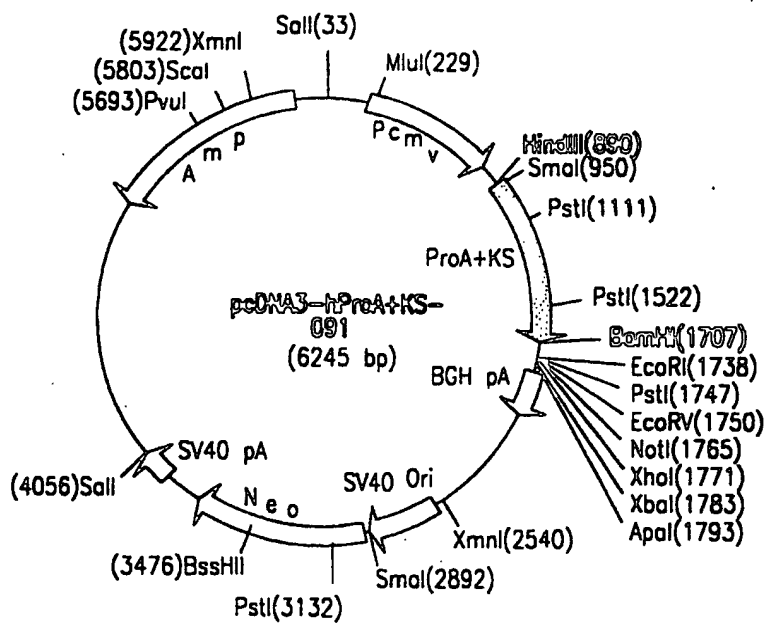 SalI(33)
(5922)XmnI
(5803)ScaI
(5693)PvuI
MluI(229)
Amp
Pcmv
HindIII(890)
SmaI(950)
PstI(1111)
ProA+KS
PstI(1522)
pcDNA3-hProA+KS-
091
(6245 bp)
BamHI(1707)
EcoRI(1738)
BGH pA
PstI(1747)
EcoRV(1750)
NotI(1765)
XhoI(1771)
XbaI(1783)
ApaI(1793)
SV40 pA
(4056)SalI
Neo
SV40 Ori
XmnI(2540)
(3476)BssHII
SmaI(2892)
PstI(3132)